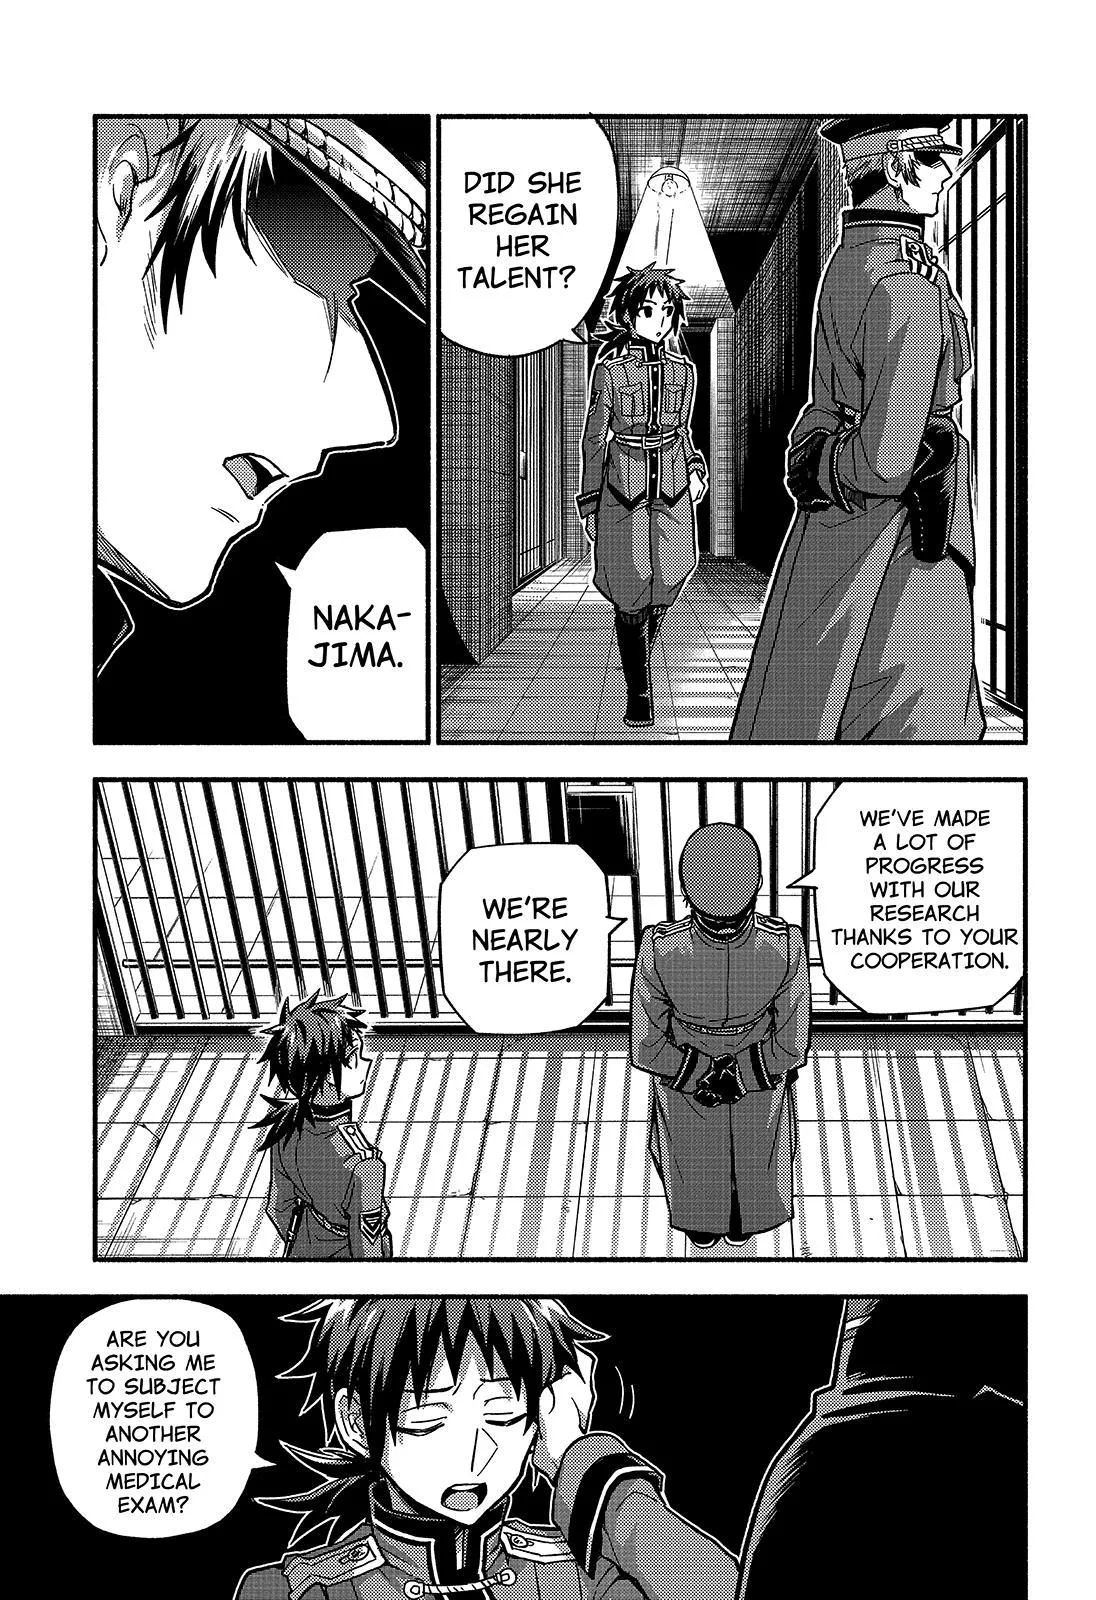 DID SHE
REGAIN
HER
TALENT?
NAKA-
JIMA.
WE'VE MADE
A LOT OF
PROGRESS
WITH OUR
RESEARCH
THANKS TO YOUR
COOPERATION.
WE'RE
NEARLY
THERE.
ARE YOU
ASKING ME
TO SUBJECT
MYSELF TO
ANOTHER
ANNOYING
MEDICAL
EXAM?